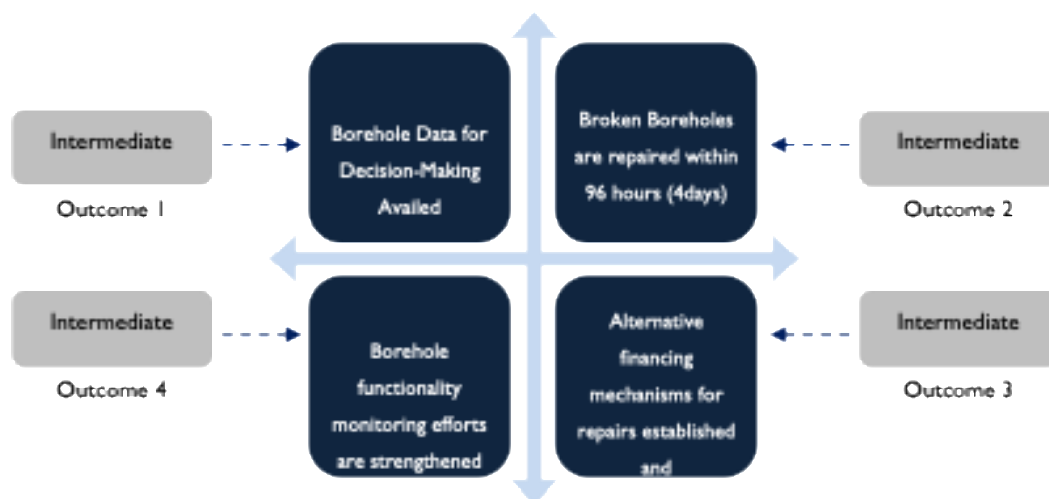 Intermediate
Outcome 1
Borehole Data for
Decision-Making
Availed
Broken Boreholes
are repaired within
96 hours (4days)
Intermediate
Outcome 2
Intermediate
Outcome 4
Borehole
functionality
monitoring efforts
are strengthened
Alternative
financing
mechanisms for
repairs established
and
Intermediate
Outcome 3